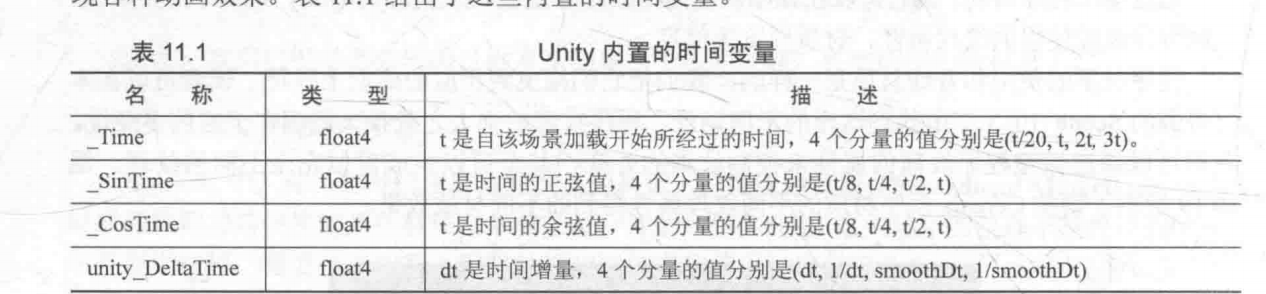 现各种动画效果。表 11.1 给出了这些内置的时间变量。
表 11.1 Unity 内置的时间变量
名 称 类 型 描 述
_Time float4 t 是自该场景加载开始所经过的时间，4 个分量的值分别是(t/20, t, 2t, 3t)。
_SinTime float4 t 是时间的正弦值，4 个分量的值分别是(t/8, t/4, t/2, t)
_CosTime float4 t 是时间的余弦值，4 个分量的值分别是(t/8, t/4, t/2, t)
unity_DeltaTime float4 dt 是时间增量，4 个分量的值分别是(dt, 1/dt, smoothDt, 1/smoothDt)